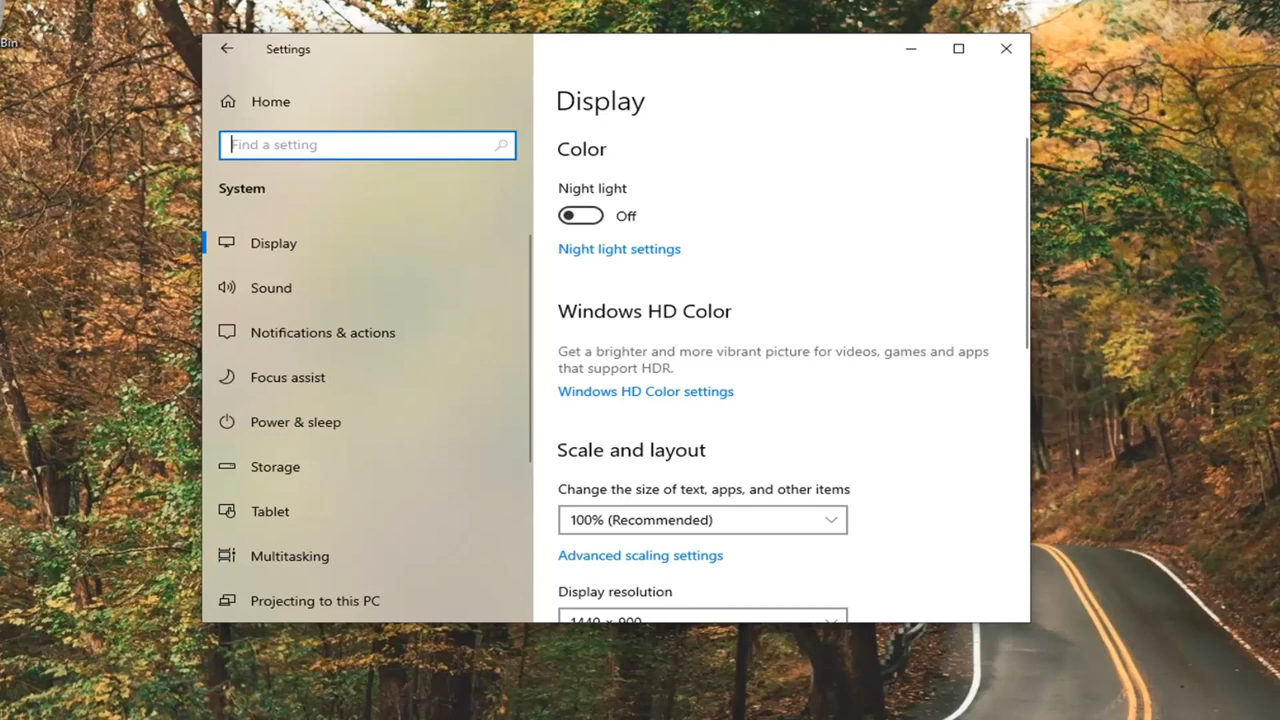 Bin
Settings
Home
Find a setting
System
Display
Sound
Notifications & actions
Focus assist
Power & sleep
Storage
Tablet
Multitasking
Projecting to this PC
Display
Color
Night light
Off
Night light settings
Windows HD Color
Get a brighter and more vibrant picture for videos, games and apps
that support HDR.
Windows HD Color settings
Scale and layout
Change the size of text, apps, and other items
100% (Recommended)
Advanced scaling settings
Display resolution
1440 × 900